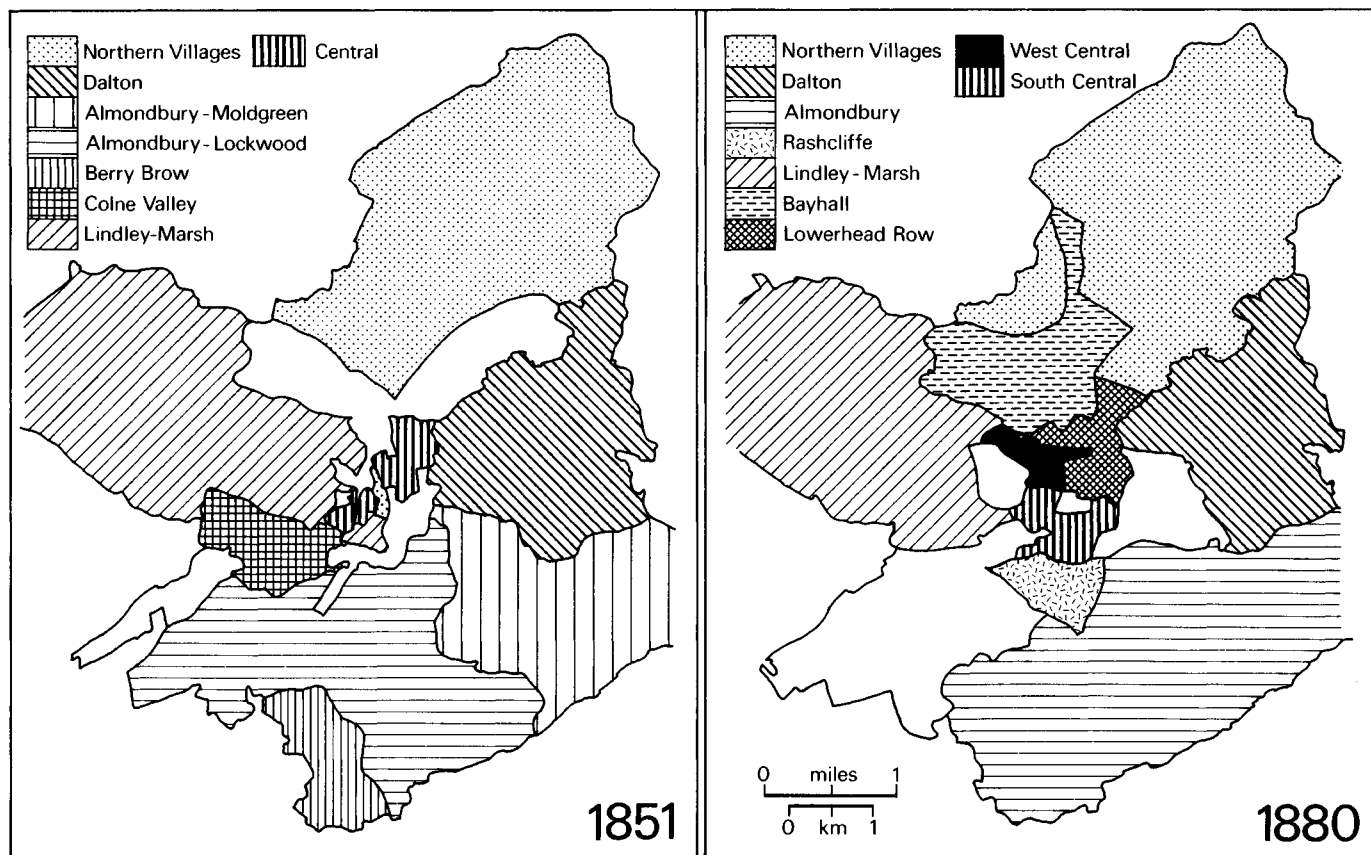 Northern Villages
Dalton
Almondbury-Moldgreen
Almondbury-Lockwood
Berry Brow
Colne Valley
Lindley-Marsh
Central
1851
Northern Villages
Dalton
Almondbury
Rashcliffe
Lindley-Marsh
Bayhall
Lowerhead Row
West Central
South Central
0 miles 1
0 km 1
1880